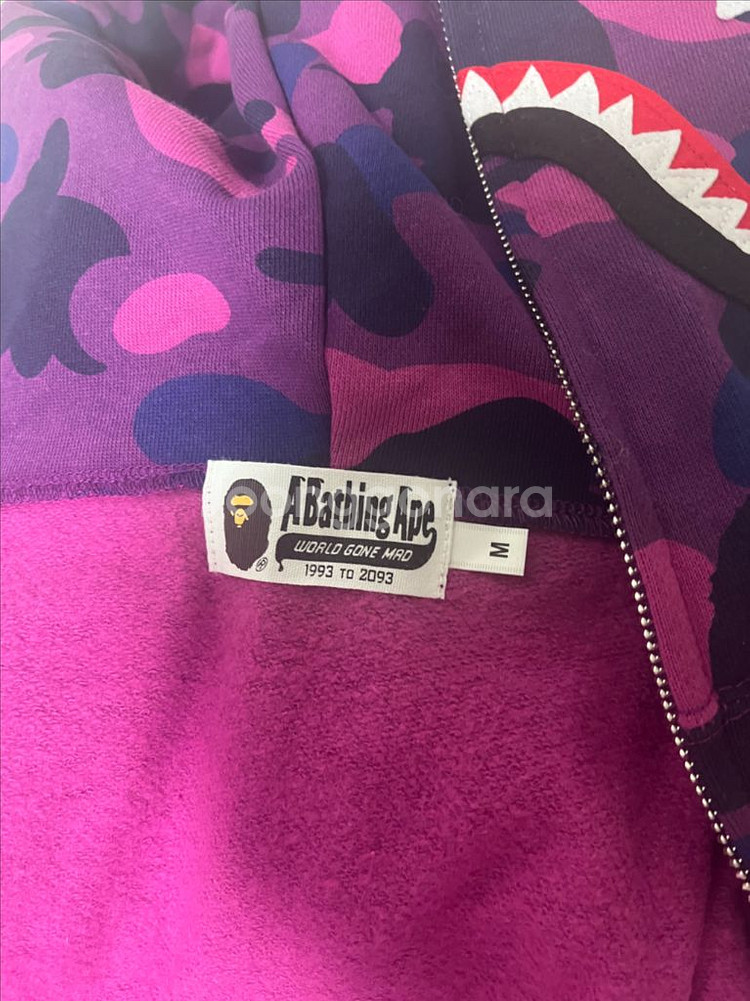 A Bathing Ape
WORLD GONE MAD
®
1993 TO 2093
M